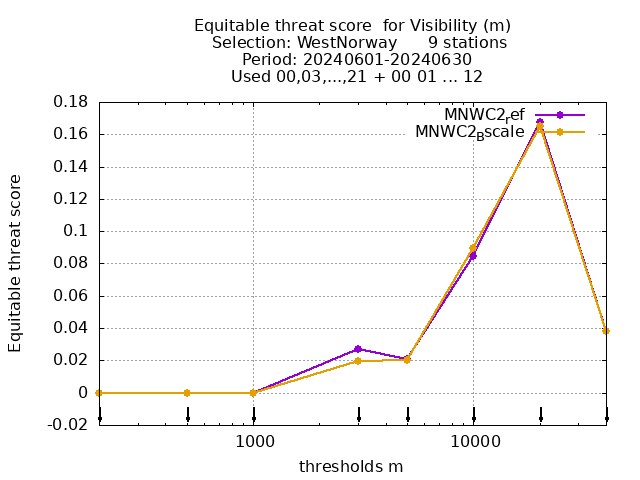 Equitable threat score  for Visibility (m)
Selection: WestNorway      9 stations
Period: 20240601-20240630
Used 00,03,...,21 + 00 01 ... 12
MNWC2ref
MNWC2Bscale
0.18
0.16
0.14
0.12
0.1
0.08
0.06
0.04
0.02
0
-0.02
Equitable threat score
1000
10000
thresholds m